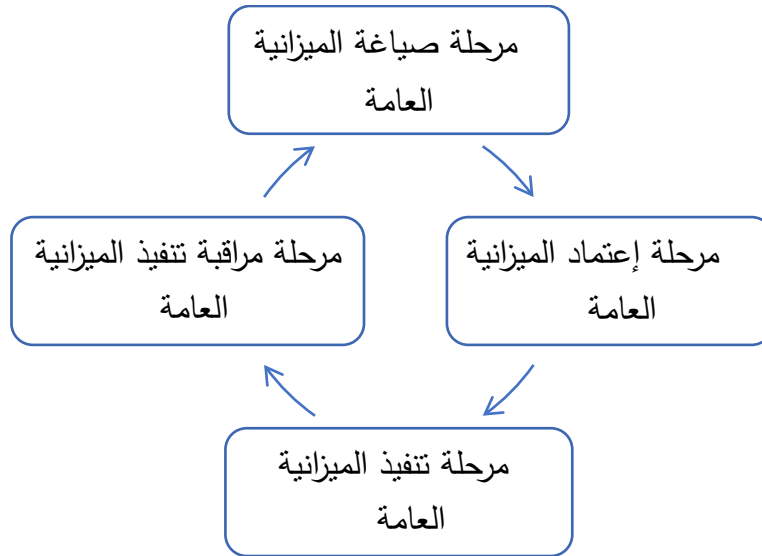 مرحلة صياغة الميزانية
العامة
مرحلة إعتماد الميزانية
العامة
مرحلة تنفيذ الميزانية
العامة
مرحلة مراقبة تنفيذ الميزانية
العامة